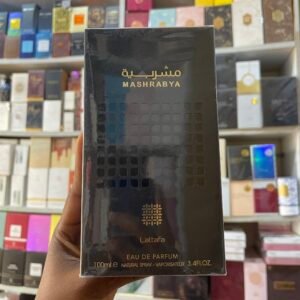 مشربية
MASHRABYA
Lattafa
EAU DE PARFUM
100ml e NATURAL SPRAY - VAPORISATEUR 3.4FL.OZ.